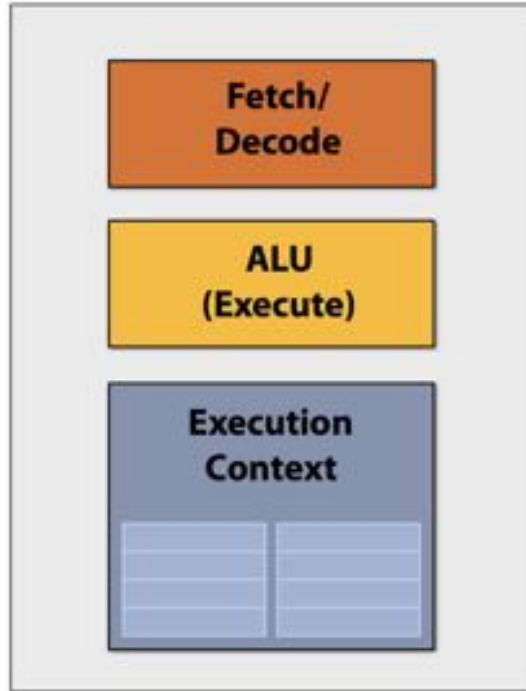 Fetch/
Decode
ALU
(Execute)
Execution
Context